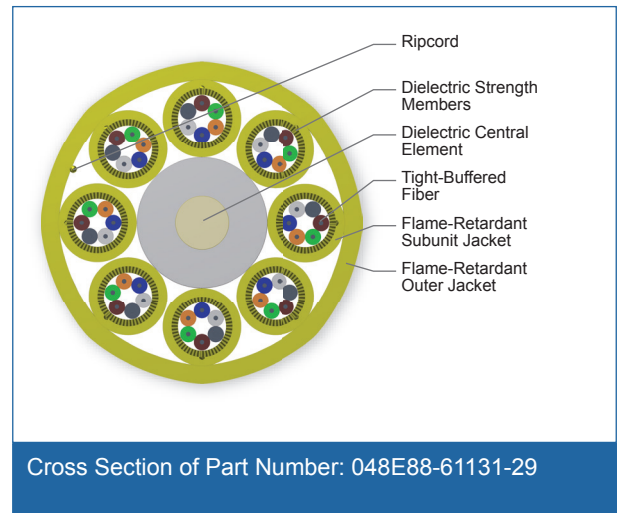 Ripcord
Dielectric Strength
Members
Dielectric Central
Element
Tight-Buffered
Fiber
Flame-Retardant
Subunit Jacket
Flame-Retardant
Outer Jacket
Cross Section of Part Number: 048E88-61131-29